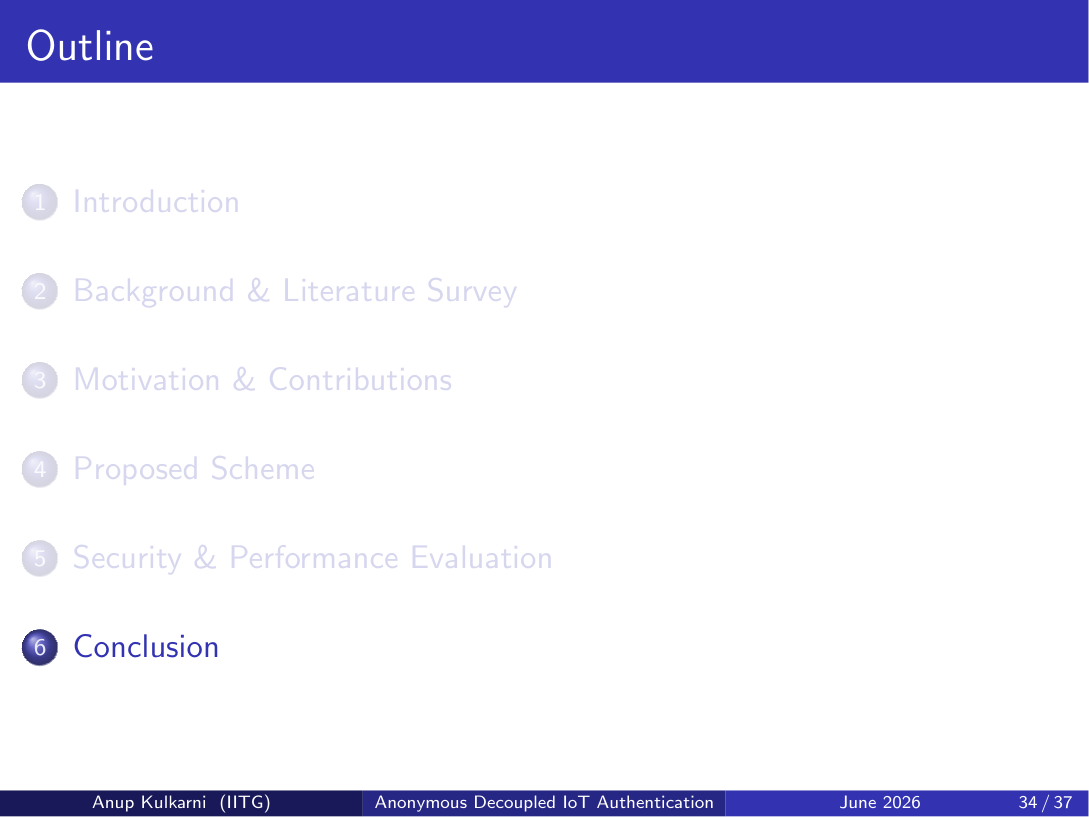 Outline
1 Introduction
2 Background & Literature Survey
3 Motivation & Contributions
4 Proposed Scheme
5 Security & Performance Evaluation
6 Conclusion
Anup Kulkarni (IITG) Anonymous Decoupled IoT Authentication June 2026 34 / 37